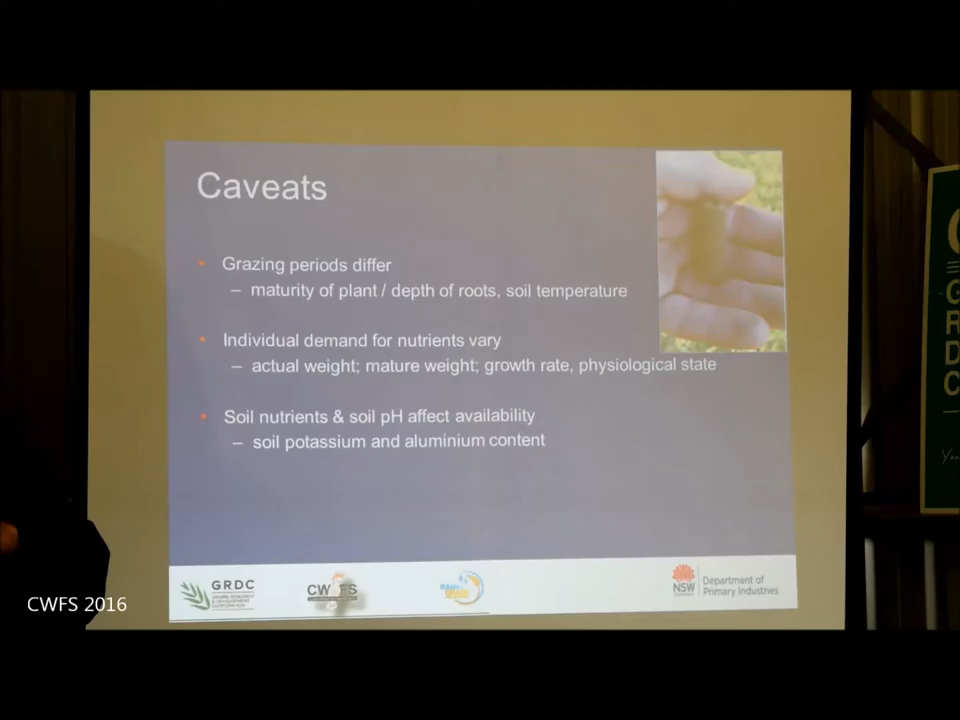 Caveats
• Grazing periods differ
– maturity of plant / depth of roots, soil temperature
• Individual demand for nutrients vary
– actual weight; mature weight; growth rate, physiological state
• Soil nutrients & soil pH affect availability
– soil potassium and aluminium content
GRDC
CWFS
NSW
Department of
Primary Industries
CWFS 2016
G
R
D
C